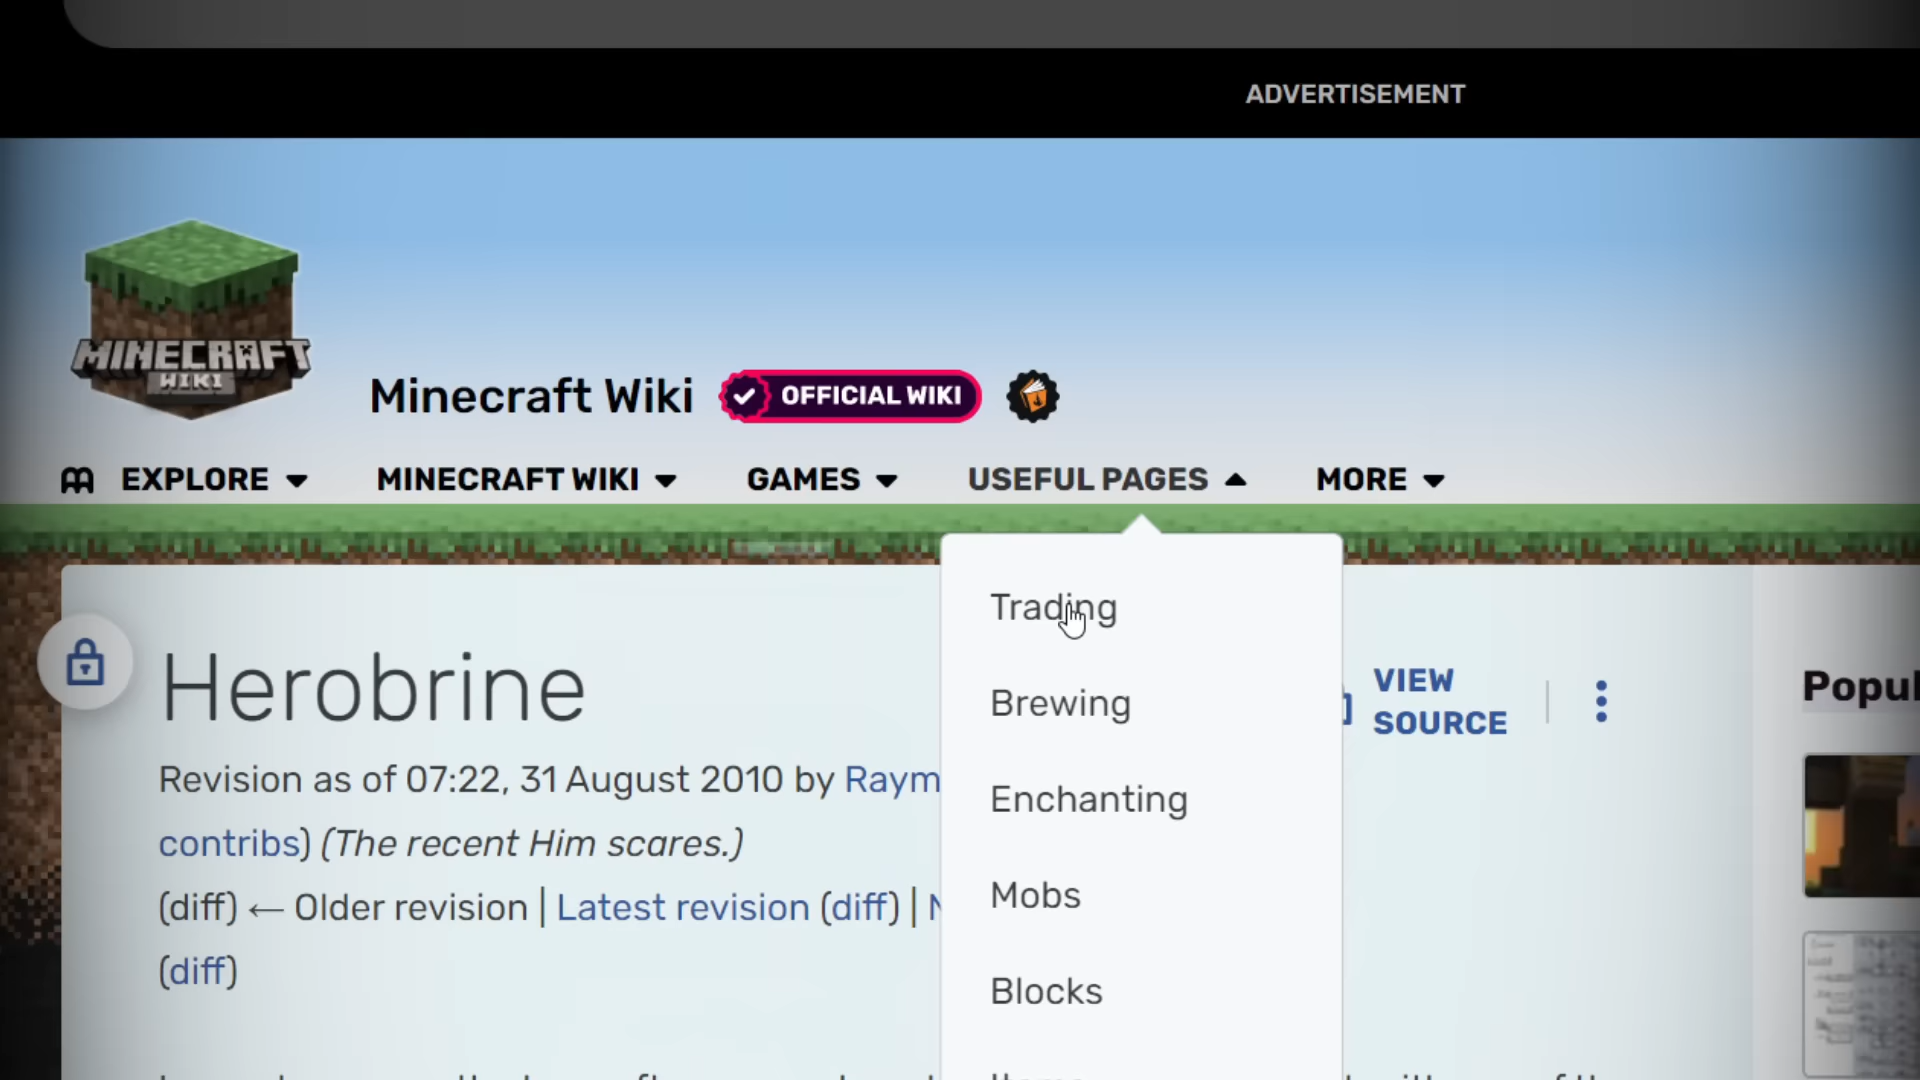 ADVERTISEMENT
MINECRAFT
WIKI
Minecraft Wiki
OFFICIAL WIKI
EXPLORE
MINECRAFT WIKI
GAMES
USEFUL PAGES
MORE
Trading
Brewing
Enchanting
Mobs
Blocks
Herobrine
VIEW
SOURCE
Revision as of 07:22, 31 August 2010 by Raym
contribs) (The recent Him scares.)
(diff) ← Older revision | Latest revision (diff) | N
(diff)
Popul